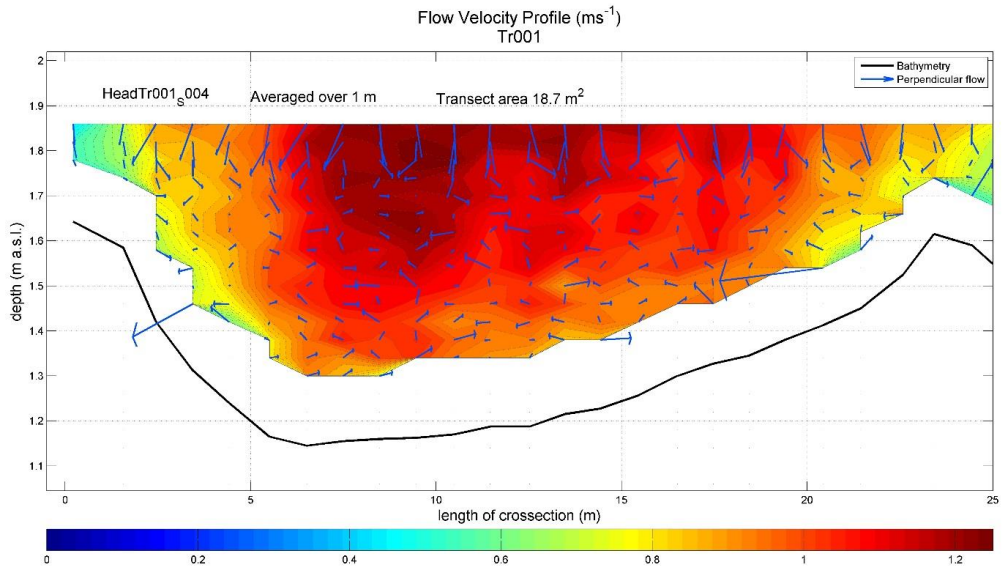 Flow Velocity Profile (ms-1)
Tr001
HeadTr001S004 Averaged over 1 m Transect area 18.7 m2
Bathymetry
Perpendicular flow
depth (m a.s.l.)
2
1.9
1.8
1.7
1.6
1.5
1.4
1.3
1.2
1.1
0 5 10 15 20 25
length of crossection (m)
0 0.2 0.4 0.6 0.8 1 1.2